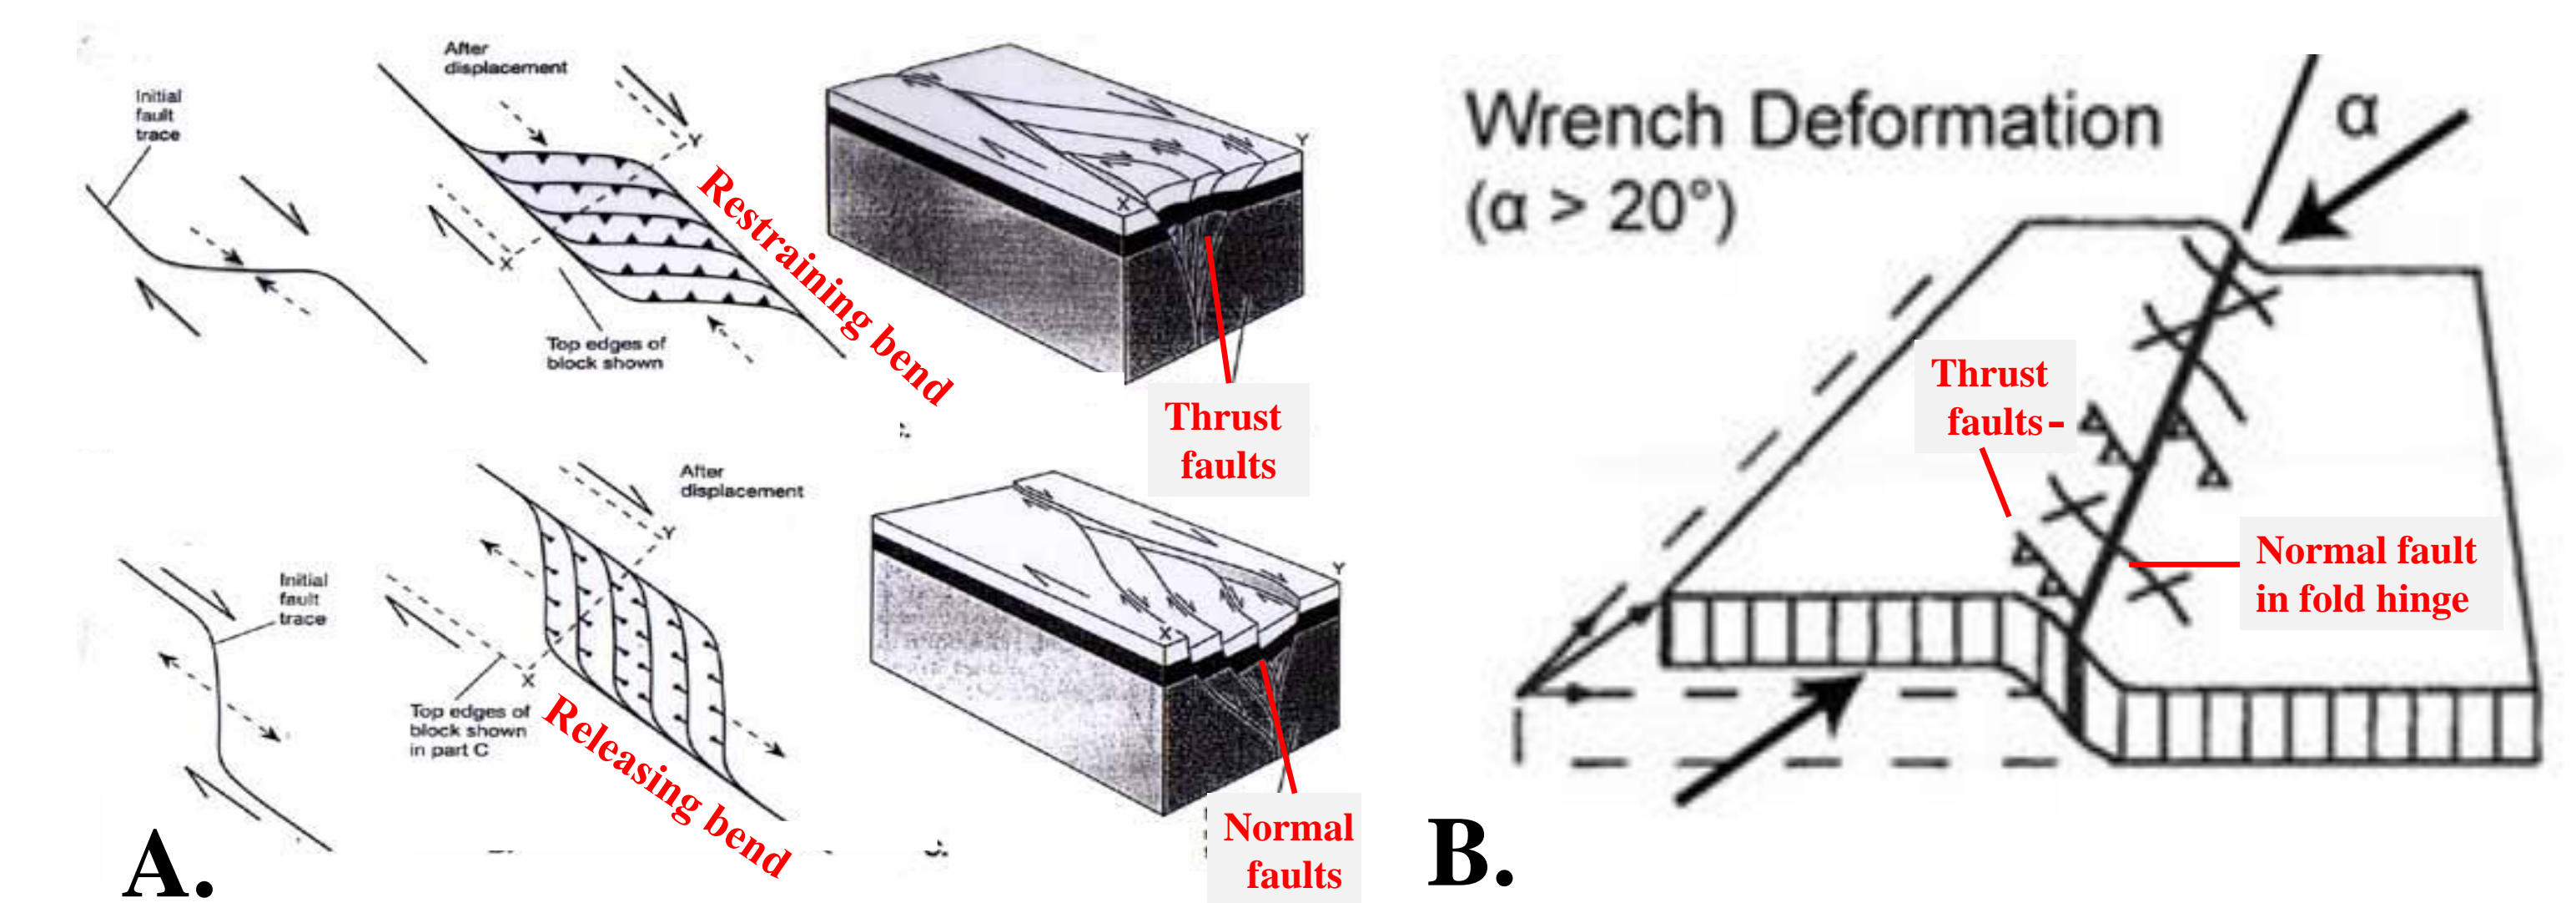 After
displacement
Initial
fault
trace
Y
X
Restraining bend
Top edges of
block shown
X
Y
Thrust
faults
After
displacement
Initial
fault
trace
Y
X
Top edges of
block shown
in part C
Releasing bend
X
Y
Normal
faults
A.
Wrench Deformation
(α > 20°)
α
Thrust
faults-
Normal fault
in fold hinge
B.